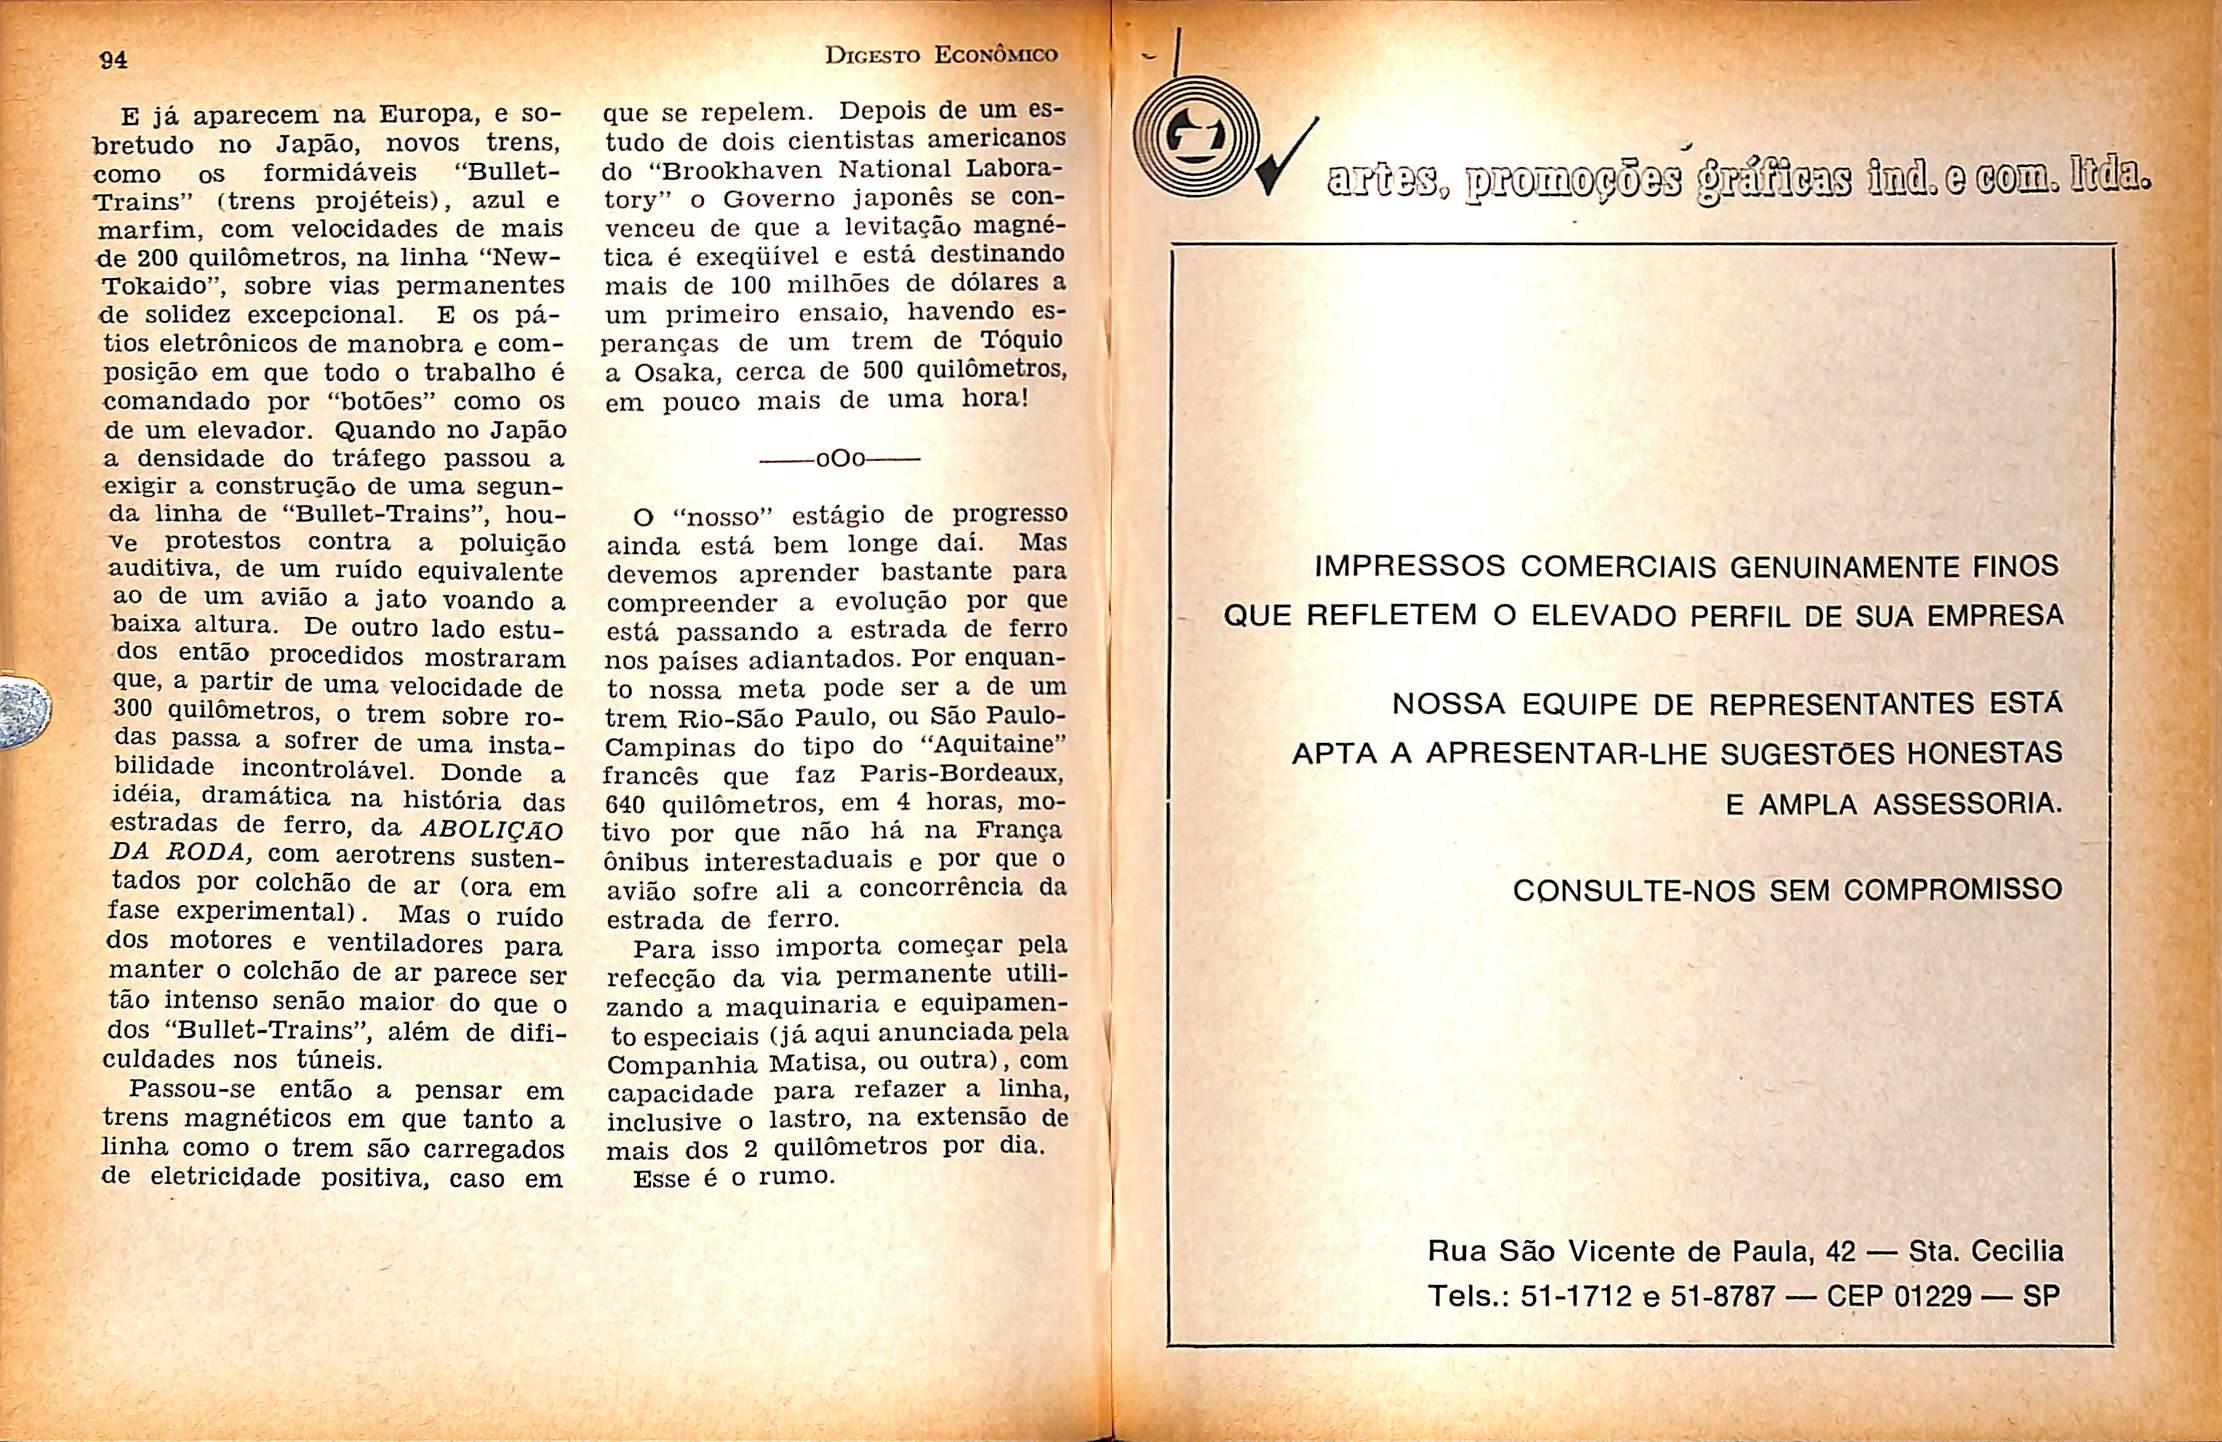 94
DIGESTO ECONÔMICO
E já aparecem na Europa, e so-
bretudo no Japão, novos trens,
como os formidáveis “Bullet-
Trains” (trens projéteis), azul e
marfim, com velocidades de mais
de 200 quilômetros, na linha “New-
Tokaido”, sobre vias permanentes
de solidez excepcional. E os pá-
tios eletrônicos de manobra e com-
posição em que todo o trabalho é
comandado por “botões” como os
de um elevador. Quando no Japão
a densidade do tráfego passou a
exigir a construção de uma segun-
da linha de “Bullet-Trains”, hou-
ve protestos contra a poluição
auditiva, de um ruído equivalente
ao de um avião a jato voando a
baixa altura. De outro lado estu-
dos então procedidos mostraram
que, a partir de uma velocidade de
300 quilômetros, o trem sobre ro-
das passa a sofrer de uma insta-
bilidade incontrolável. Donde a
idéia, dramática na história das
estradas de ferro, da ABOLIÇÃO
DA RODA, com aerotrens susten-
tados por colchão de ar (ora em
fase experimental). Mas o ruído
dos motores e ventiladores para
manter o colchão de ar parece ser
tão intenso senão maior do que o
dos “Bullet-Trains”, além de difi-
culdades nos túneis.
Passou-se então a pensar em
trens magnéticos em que tanto a
linha como o trem são carregados
de eletricidade positiva, caso em
que se repelem. Depois de um es-
tudo de dois cientistas americanos
do “Brookhaven National Labora-
tory” o Governo japonês se con-
venceu de que a levitação magné-
tica é exeqüível e está destinando
mais de 100 milhões de dólares a
um primeiro ensaio, havendo es-
peranças de um trem de Tóquio
a Osaka, cerca de 500 quilômetros,
em pouco mais de uma hora!
——oOo——
O “nosso” estágio de progresso
ainda está bem longe daí. Mas
devemos aprender bastante para
compreender a evolução por que
está passando a estrada de ferro
nos países adiantados. Por enquan-
to nossa meta pode ser a de um
trem Rio-São Paulo, ou São Paulo-
Campinas do tipo do “Aquitaine”
francês que faz Paris-Bordeaux,
640 quilômetros, em 4 horas, mo-
tivo por que não há na França
ônibus interestaduais e por que o
avião sofre ali a concorrência da
estrada de ferro.
Para isso importa começar pela
refecção da via permanente utili-
zando a maquinaria e equipamen-
to especiais (já aqui anunciada pela
Companhia Matisa, ou outra), com
capacidade para refazer a linha,
inclusive o lastro, na extensão de
mais dos 2 quilômetros por dia.
Esse é o rumo.
artes, promoções gráficas ind. e com. ltda.
IMPRESSOS COMERCIAIS GENUINAMENTE FINOS
QUE REFLETEM O ELEVADO PERFIL DE SUA EMPRESA
NOSSA EQUIPE DE REPRESENTANTES ESTÁ
APTA A APRESENTAR-LHE SUGESTÕES HONESTAS
E AMPLA ASSESSORIA.
CONSULTE-NOS SEM COMPROMISSO
Rua São Vicente de Paula, 42 — Sta. Cecilia
Tels.: 51-1712 e 51-8787 — CEP 01229 — SP